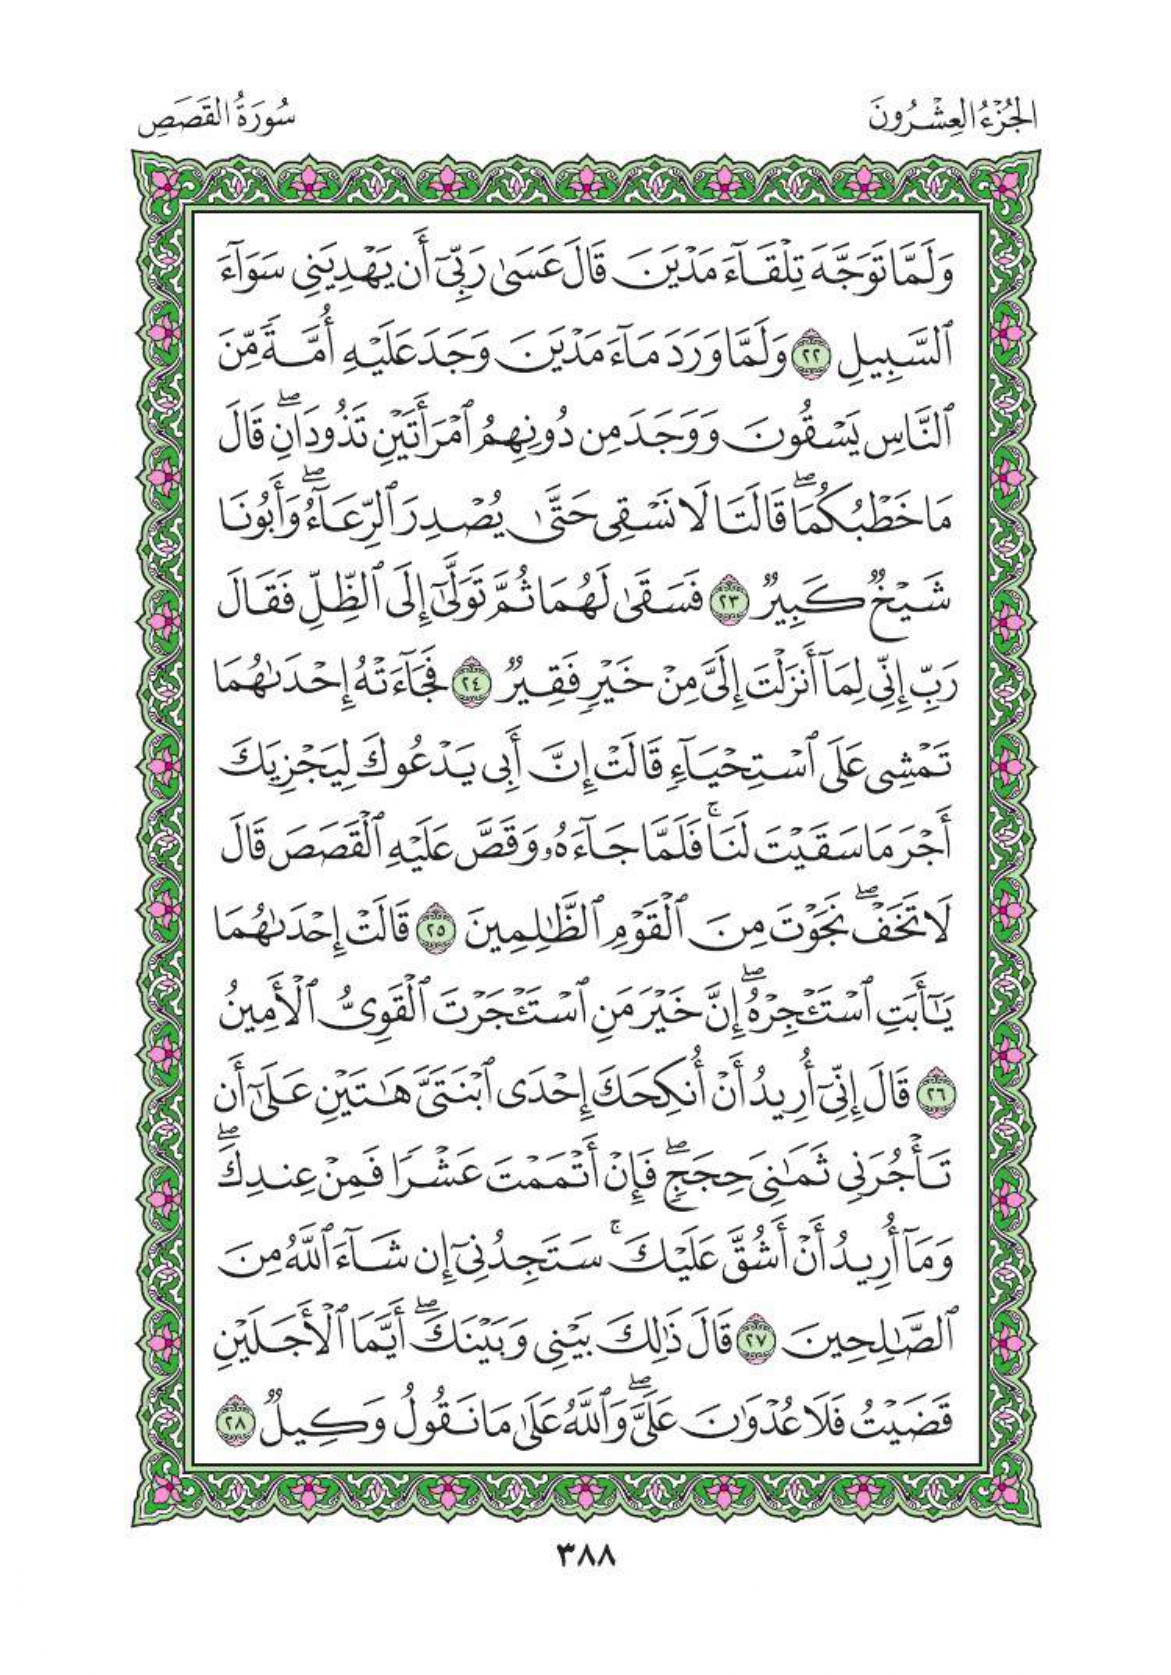 الجُزْءُ العِشْرُونَ
سُورَةُ القَصَصِ
وَلَمَّا تَوَجَّهَ تِلْقَآءَ مَدْيَنَ قَالَ عَسَىٰ رَبِّيٓ أَن يَهْدِيَنِي سَوَآءَ
ٱلسَّبِيلِ ٢٢ وَلَمَّا وَرَدَ مَآءَ مَدْيَنَ وَجَدَ عَلَيْهِ أُمَّةً مِّنَ
ٱلنَّاسِ يَسْقُونَ وَوَجَدَ مِن دُونِهِمُ ٱمْرَأَتَيْنِ تَذُودَانِۖ قَالَ
مَا خَطْبُكُمَاۖ قَالَتَا لَا نَسْقِي حَتَّىٰ يُصْدِرَ ٱلرِّعَآءُۖ وَأَبُونَا
شَيْخٌ كَبِيرٌ ٢٣ فَسَقَىٰ لَهُمَا ثُمَّ تَوَلَّىٰٓ إِلَى ٱلظِّلِّ فَقَالَ
رَبِّ إِنِّي لِمَآ أَنزَلْتَ إِلَيَّ مِنْ خَيْرٍ فَقِيرٌ ٢٤ فَجَآءَتْهُ إِحْدَىٰهُمَا
تَمْشِي عَلَى ٱسْتِحْيَآءٍ قَالَتْ إِنَّ أَبِي يَدْعُوكَ لِيَجْزِيَكَ
أَجْرَ مَا سَقَيْتَ لَنَاۚ فَلَمَّا جَآءَهُۥ وَقَصَّ عَلَيْهِ ٱلْقَصَصَ قَالَ
لَا تَخَفْۖ نَجَوْتَ مِنَ ٱلْقَوْمِ ٱلظَّٰلِمِينَ ٢٥ قَالَتْ إِحْدَىٰهُمَا
يَٰٓأَبَتِ ٱسْتَـْٔجِرْهُۖ إِنَّ خَيْرَ مَنِ ٱسْتَـْٔجَرْتَ ٱلْقَوِيُّ ٱلْأَمِينُ
٢٦ قَالَ إِنِّيٓ أُرِيدُ أَنْ أُنكِحَكَ إِحْدَى ٱبْنَتَيَّ هَٰتَيْنِ عَلَىٰٓ أَن
تَأْجُرَنِي ثَمَٰنِيَ حِجَجٍۖ فَإِنْ أَتْمَمْتَ عَشْرًا فَمِنْ عِندِكَۖ
وَمَآ أُرِيدُ أَنْ أَشُقَّ عَلَيْكَۚ سَتَجِدُنِيٓ إِن شَآءَ ٱللَّهُ مِنَ
ٱلصَّٰلِحِينَ ٢٧ قَالَ ذَٰلِكَ بَيْنِي وَبَيْنَكَۖ أَيَّمَا ٱلْأَجَلَيْنِ
قَضَيْتُ فَلَا عُدْوَٰنَ عَلَيَّۖ وَٱللَّهُ عَلَىٰ مَا نَقُولُ وَكِيلٌ ٢٨
٣٨٨